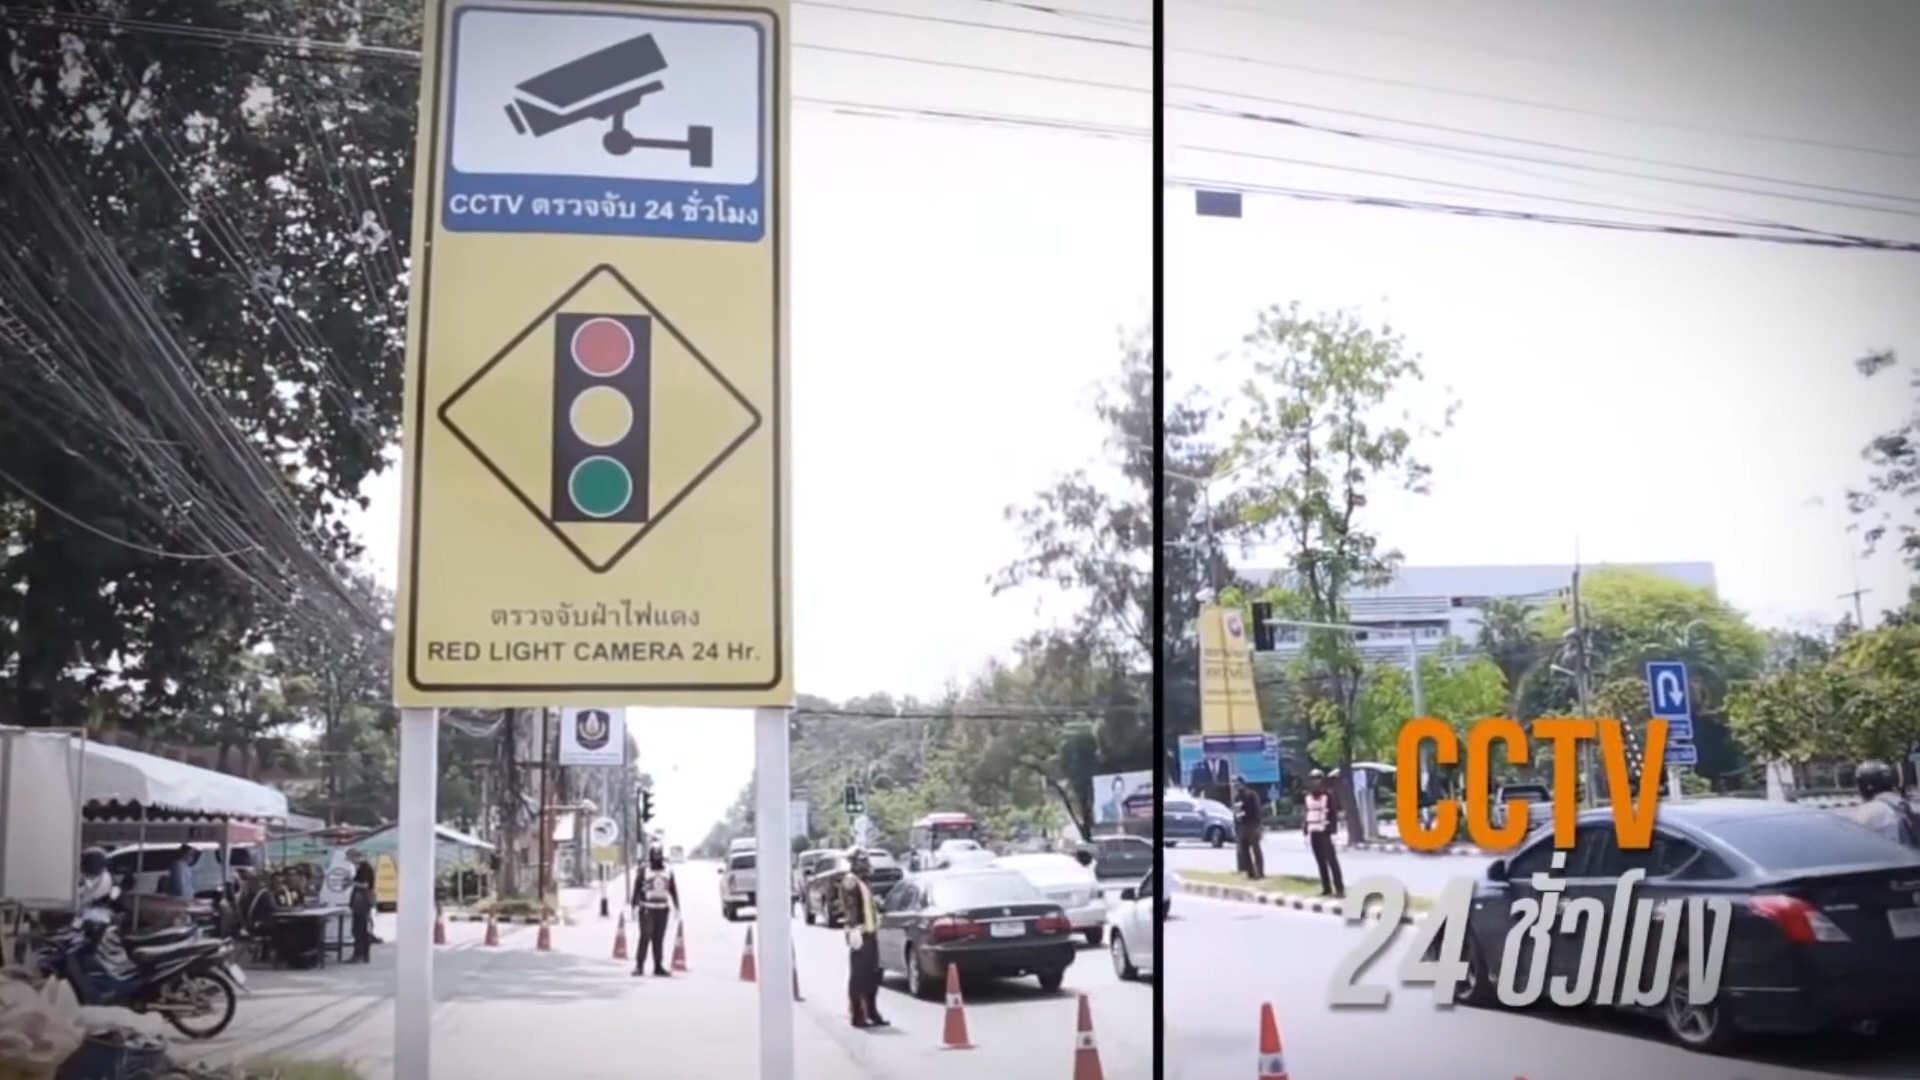 CCTV ตรวจจับ 24 ชั่วโมง
ตรวจจับฝ่าไฟแดง
RED LIGHT CAMERA 24 Hr.
CCTV
24 ชั่วโมง